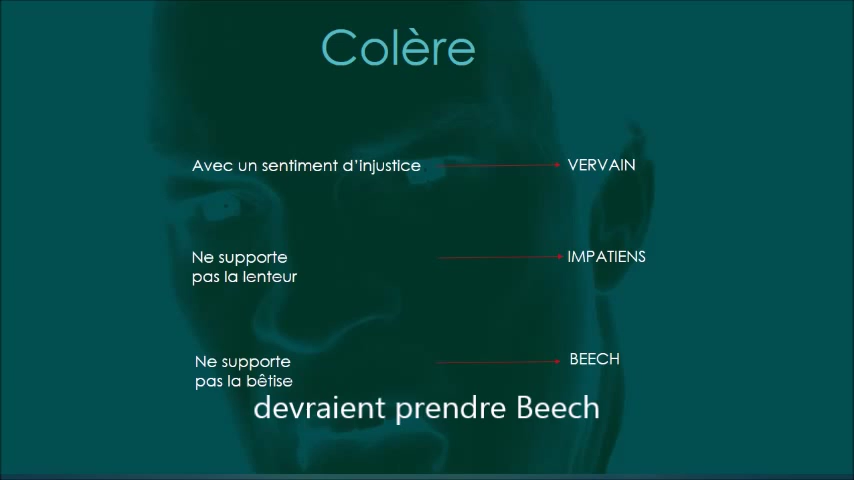 Colère
Avec un sentiment d'injustice
VERVAIN
Ne supporte
pas la lenteur
IMPATIENS
Ne supporte
pas la bêtise
BEECH
devraient prendre Beech